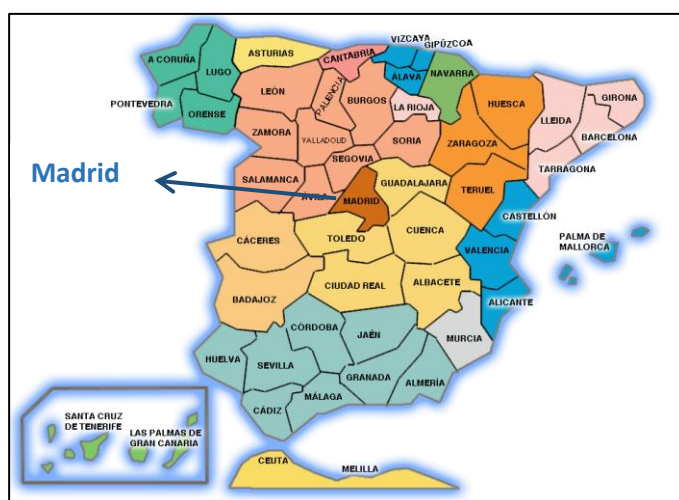 VIZCAYA
GIPÚZCOA
A CORUÑA
LUGO
ASTURIAS
CANTABRIA
ÁLAVA
NAVARRA
PONTEVEDRA
ORENSE
LEÓN
PALENCIA
BURGOS
LA RIOJA
HUESCA
LLEIDA
GIRONA
BARCELONA
TARRAGONA
ZAMORA
VALLADOLID
SORIA
ZARAGOZA
SEGOVIA
Madrid
SALAMANCA
ÁVILA
MADRID
GUADALAJARA
TERUEL
CASTELLÓN
CÁCERES
TOLEDO
CUENCA
VALENCIA
PALMA DE
MALLORCA
BADAJOZ
CIUDAD REAL
ALBACETE
ALICANTE
CÓRDOBA
JAÉN
MURCIA
HUELVA
SEVILLA
GRANADA
ALMERÍA
CÁDIZ
MÁLAGA
SANTA CRUZ
DE TENERIFE
LAS PALMAS
DE GRAN CANARIA
CEUTA
MELILLA